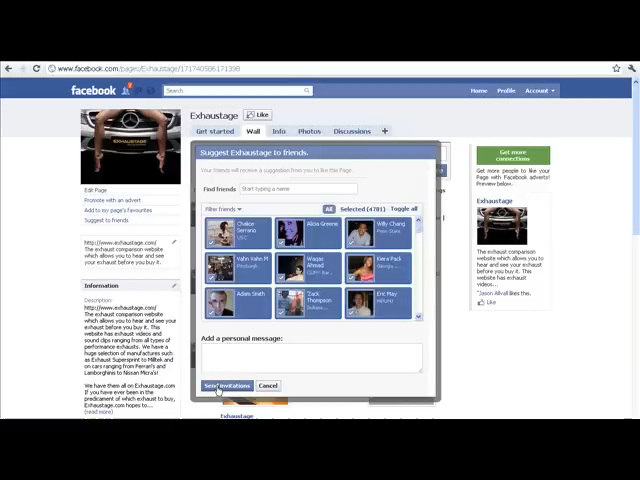 www.facebook.com/pages/Exhaustage/171740586171398
facebook
Search
Home Profile Account
Exhaustage
Like
Get started Wall Info Photos Discussions +
EXHAUSTAGE
Edit Page
Promote with an advert
Add to my page's favourites
Suggest to friends
http://www.exhaustage.com/
the exhaust comparison website
which allows you to hear and see
your exhaust before you buy it.
Information
Description:
http://www.exhaustage.com/
the exhaust comparison website
which allows you to hear and see
your exhaust before you buy it.
This website has exhaust videos
and sound clips ranging from all
types of performance exhausts. We
have a huge selection of
manufactures such as
Exhaust Supersprint to Milltek and
on cars ranging from Ferrari's and
Lamborghinis to Nissan Micra's!
We have them all on Exhaustage.com
If you have ever been in the
predicament of which exhaust to buy,
Exhaustage.com hopes to...
(read more)
Suggest Exhaustage to friends.
Your friends will receive a suggestion from you to like this Page
Find friends Start typing a name
Filter friends All Selected (4781) Toggle all
Chalice
Serrano
Alicia Greene
Willy Chang
Penn State
Vahn Vahn M
Pittsburgh
Waqas
Ahmad
Kiera Pack
Adam Smith
Zack
Thompson
Eric May
Add a personal message:
Send Invitations Cancel
Exhaustage
Get more
connections
Get more people to like your
Page with Facebook adverts!
Preview below.
Exhaustage
The exhaust comparison
website which allows
you to hear and see
your exhaust before you
buy it. This website has
exhaust videos...
Jason Allvall likes this.
Like